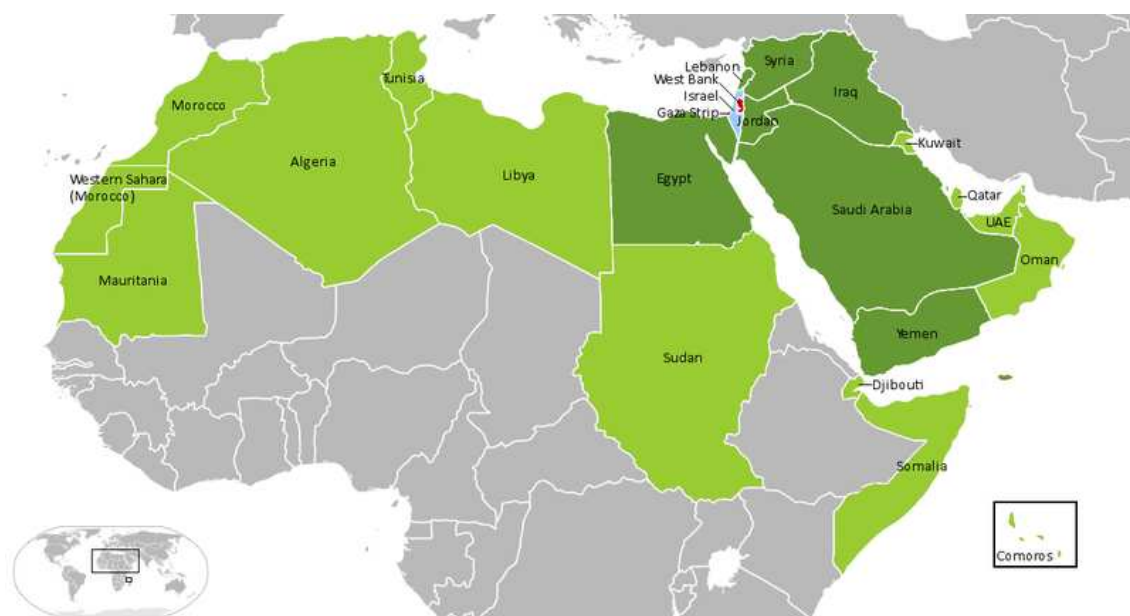 Lebanon
Syria
West Bank
Israel
Gaza Strip
Jordan
Iraq
Tunisia
Morocco
Algeria
Libya
Egypt
Kuwait
Western Sahara
(Morocco)
Qatar
Saudi Arabia
UAE
Oman
Mauritania
Yemen
Sudan
Djibouti
Somalia
Comoros